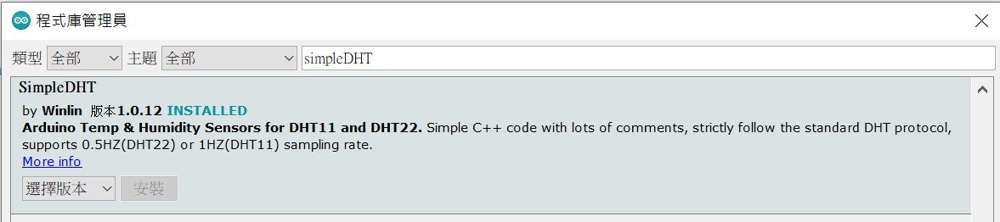 程式庫管理員
類型 全部 主題 全部 simpleDHT
SimpleDHT
by Winlin 版本1.0.12 INSTALLED
Arduino Temp & Humidity Sensors for DHT11 and DHT22. Simple C++ code with lots of comments, strictly follow the standard DHT protocol,
supports 0.5HZ(DHT22) or 1HZ(DHT11) sampling rate.
More info
選擇版本 安裝